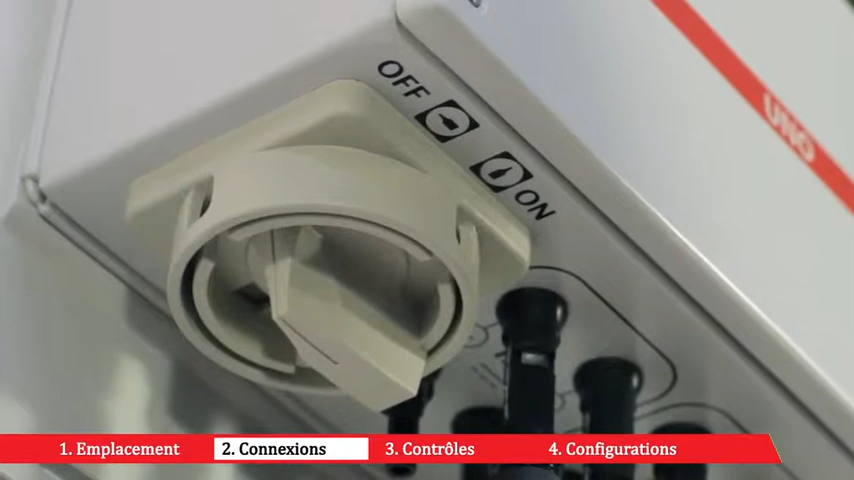 OFF
ON
UNO
1. Emplacement
2. Connexions
3. Contrôles
4. Configurations